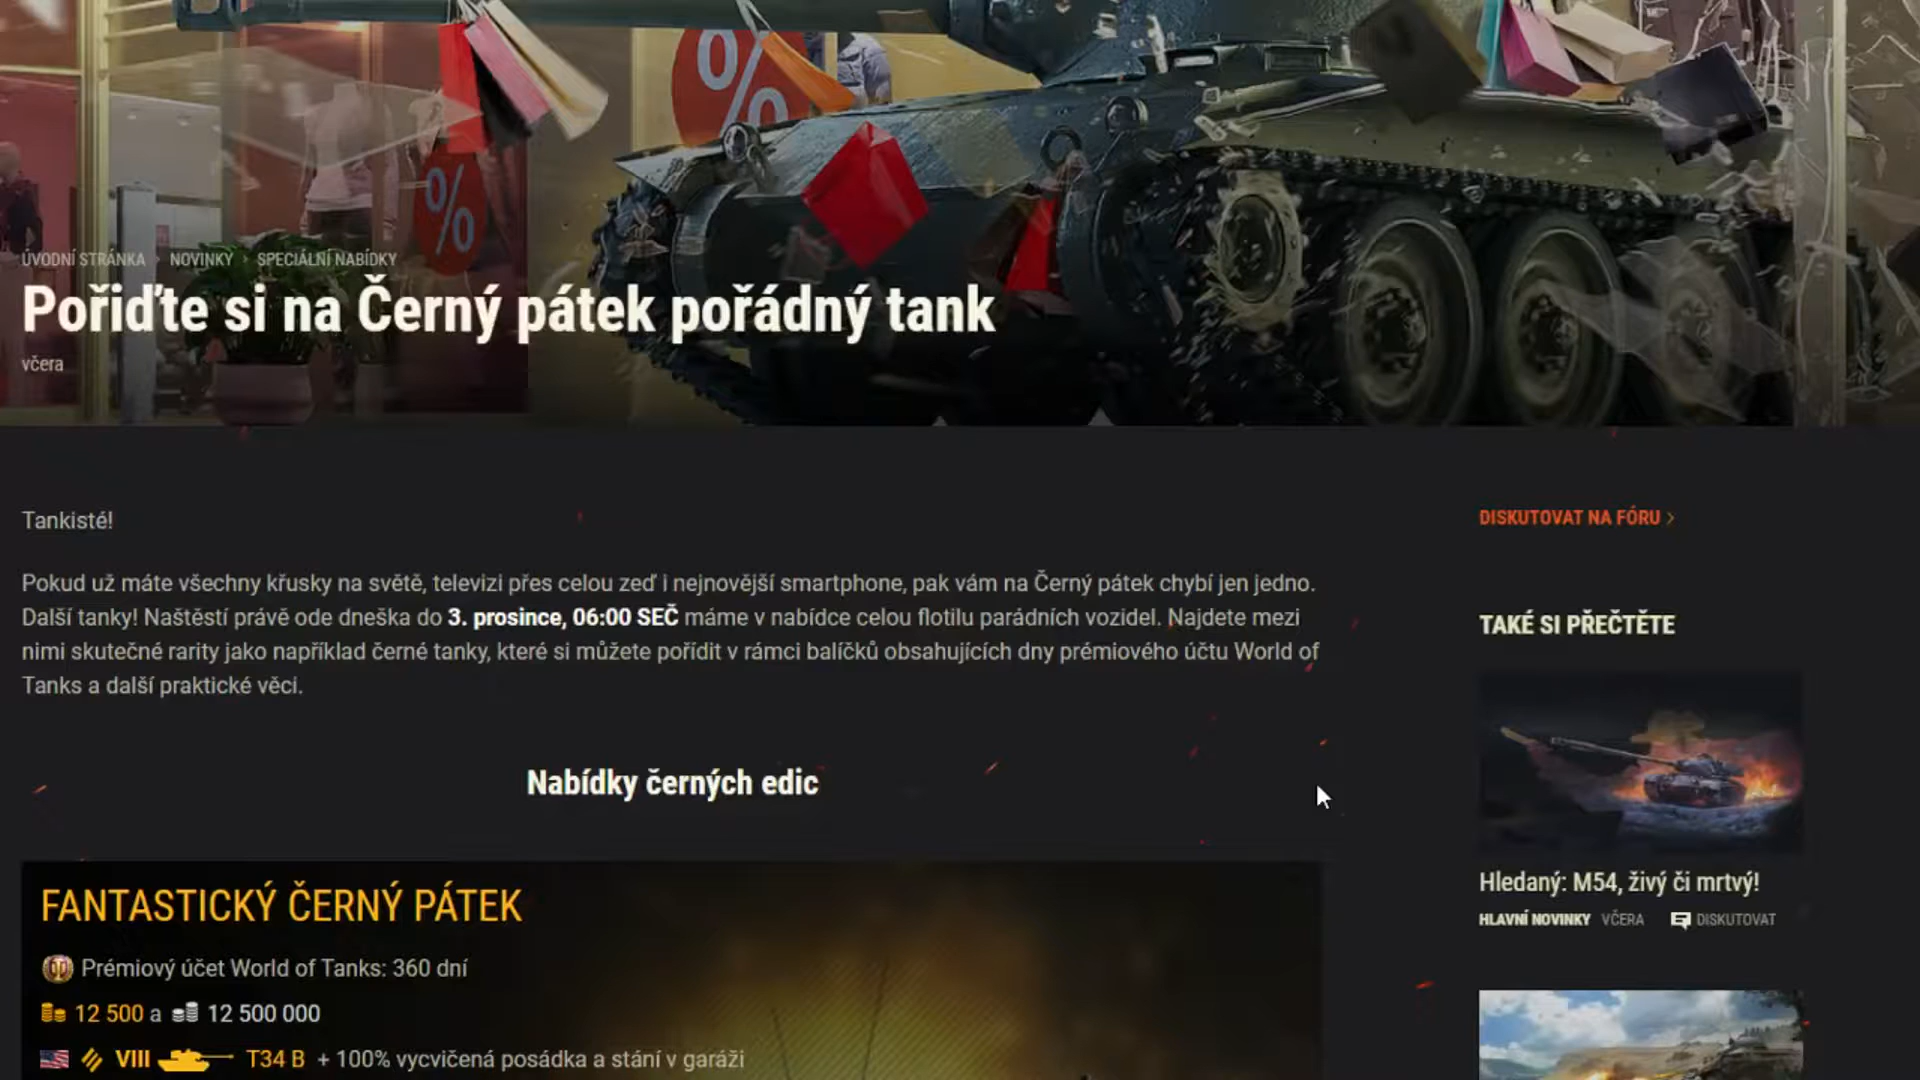 %
%
ÚVODNÍ STRÁNKA › NOVINKY › SPECIÁLNÍ NABÍDKY
Pořiďte si na Černý pátek pořádný tank
včera
Tankisté!
Pokud už máte všechny křusky na světě, televizi přes celou zeď i nejnovější smartphone, pak vám na Černý pátek chybí jen jedno.
Další tanky! Naštěstí právě ode dneška do 3. prosince, 06:00 SEČ máme v nabídce celou flotilu parádních vozidel. Najdete mezi
nimi skutečné rarity jako například černé tanky, které si můžete pořídit v rámci balíčků obsahujících dny prémiového účtu World of
Tanks a další praktické věci.
Nabídky černých edic
FANTASTICKÝ ČERNÝ PÁTEK
Prémiový účet World of Tanks: 360 dní
12 500 a 12 500 000
VIII T34 B + 100% vycvičená posádka a stání v garáži
DISKUTOVAT NA FÓRU ›
TAKÉ SI PŘEČTĚTE
Hledaný: M54, živý či mrtvý!
HLAVNÍ NOVINKY VČERA DISKUTOVAT